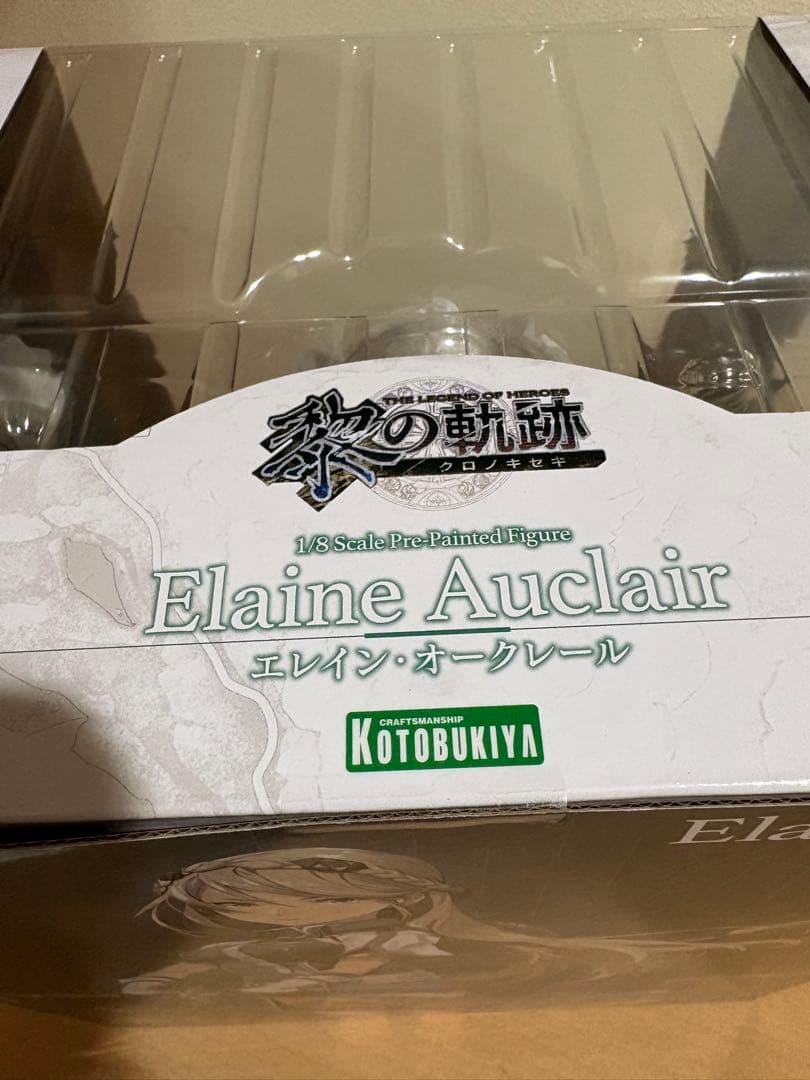 THE LEGEND OF HEROES
黎の軌跡
クロノキセキ
1/8 Scale Pre-Painted Figure
Elaine Auclair
エレイン・オークレール
CRAFTSMANSHIP
KOTOBUKIYA
Ela